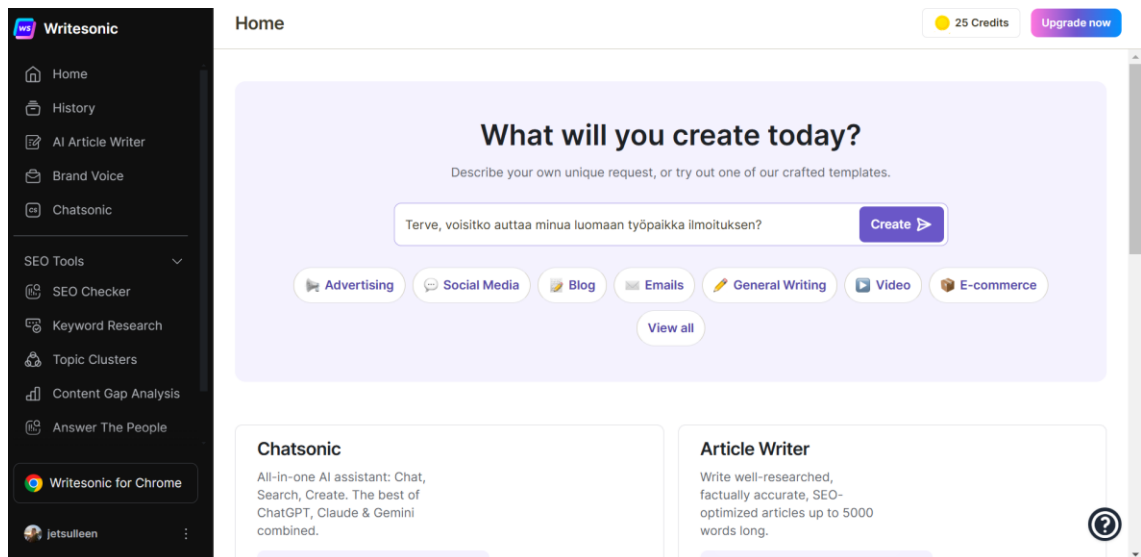 Writesonic
Home
History
AI Article Writer
Brand Voice
Chatsonic
SEO Tools
SEO Checker
Keyword Research
Topic Clusters
Content Gap Analysis
Answer The People
Writesonic for Chrome
jetsulleen
Home
25 Credits
Upgrade now
What will you create today?
Describe your own unique request, or try out one of our crafted templates.
Terve, voisitko auttaa minua luomaan työpaikka ilmoituksen?
Create
Advertising
Social Media
Blog
Emails
General Writing
Video
E-commerce
View all
Chatsonic
All-in-one AI assistant: Chat,
Search, Create. The best of
ChatGPT, Claude & Gemini
combined.
Article Writer
Write well-researched,
factually accurate, SEO-
optimized articles up to 5000
words long.